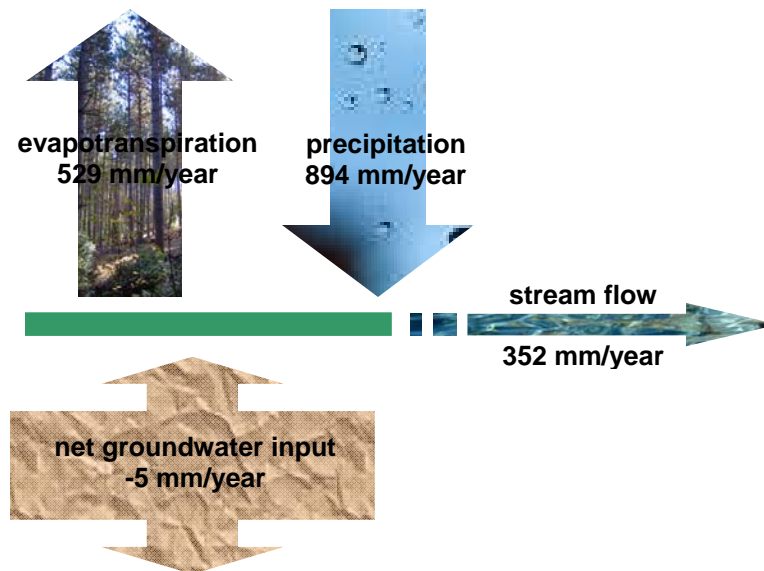 evapotranspiration
529 mm/year
precipitation
894 mm/year
stream flow
352 mm/year
net groundwater input
-5 mm/year